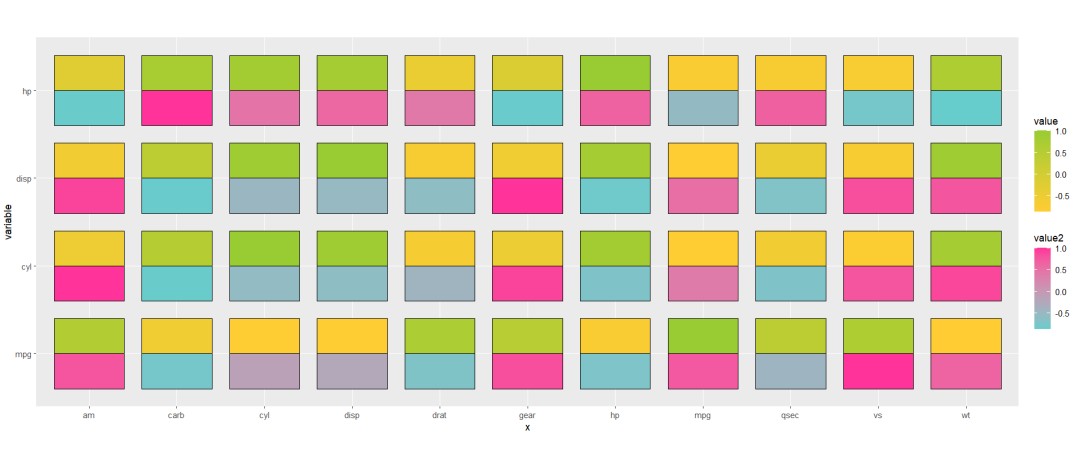 variable
hp
disp
cyl
mpg
am carb cyl disp drat gear hp mpg qsec vs wt
x
value
1.0
0.5
0.0
-0.5
value2
1.0
0.5
0.0
-0.5